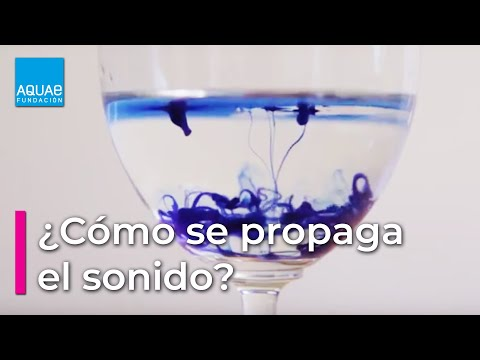 AQUAe
FUNDACIÓN
¿Cómo se propaga
el sonido?